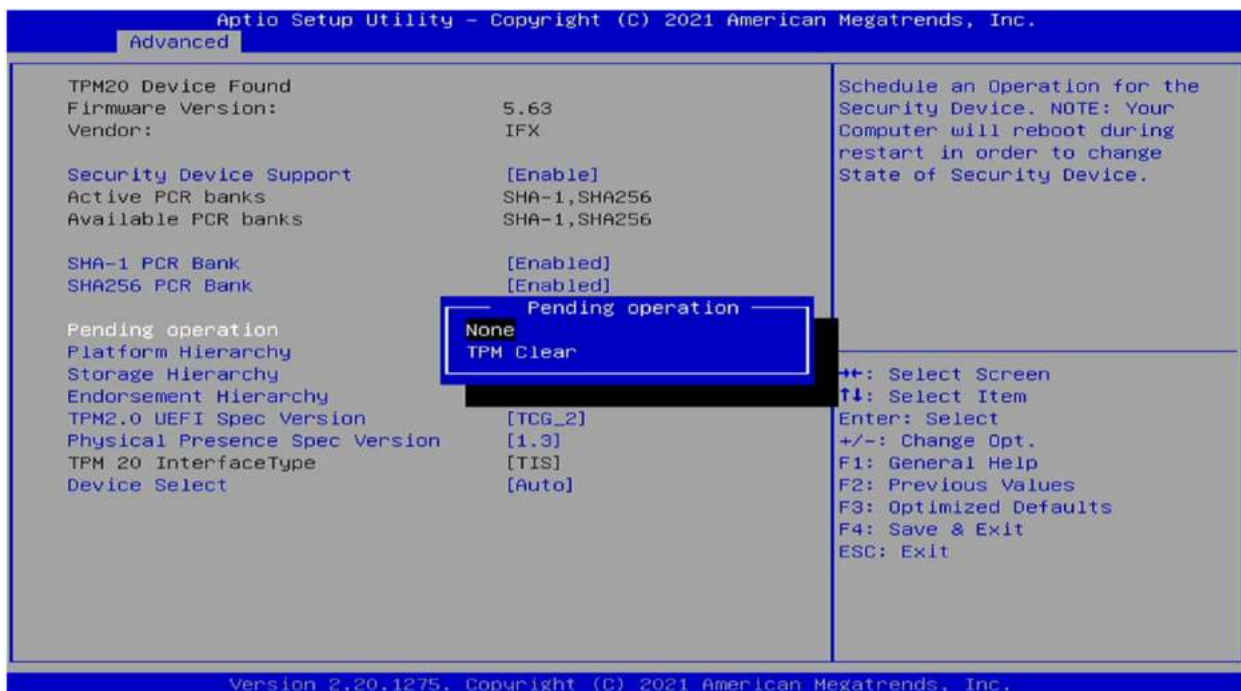 Aptio Setup Utility – Copyright (C) 2021 American Megatrends, Inc.
Advanced
TPM20 Device Found
Firmware Version: 5.63
Vendor: IFX
Security Device Support [Enable]
Active PCR banks SHA-1,SHA256
Available PCR banks SHA-1,SHA256
SHA-1 PCR Bank [Enabled]
SHA256 PCR Bank [Enabled]
Pending operation
Platform Hierarchy
Storage Hierarchy
Endorsement Hierarchy
TPM2.0 UEFI Spec Version [TCG_2]
Physical Presence Spec Version [1.3]
TPM 20 InterfaceType [TIS]
Device Select [Auto]
Pending operation
None
TPM Clear
Schedule an Operation for the
Security Device. NOTE: Your
Computer will reboot during
restart in order to change
State of Security Device.
→←: Select Screen
↑↓: Select Item
Enter: Select
+/-: Change Opt.
F1: General Help
F2: Previous Values
F3: Optimized Defaults
F4: Save & Exit
ESC: Exit
Version 2.20.1275. Copyright (C) 2021 American Megatrends, Inc.